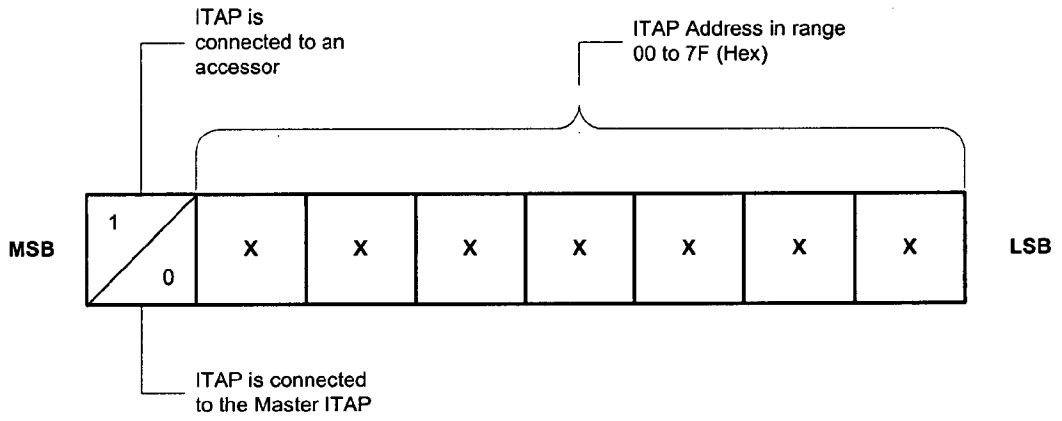 ITAP is
connected to an
accessor
ITAP Address in range
00 to 7F (Hex)
MSB 1 0 X X X X X X X LSB
ITAP is connected
to the Master ITAP